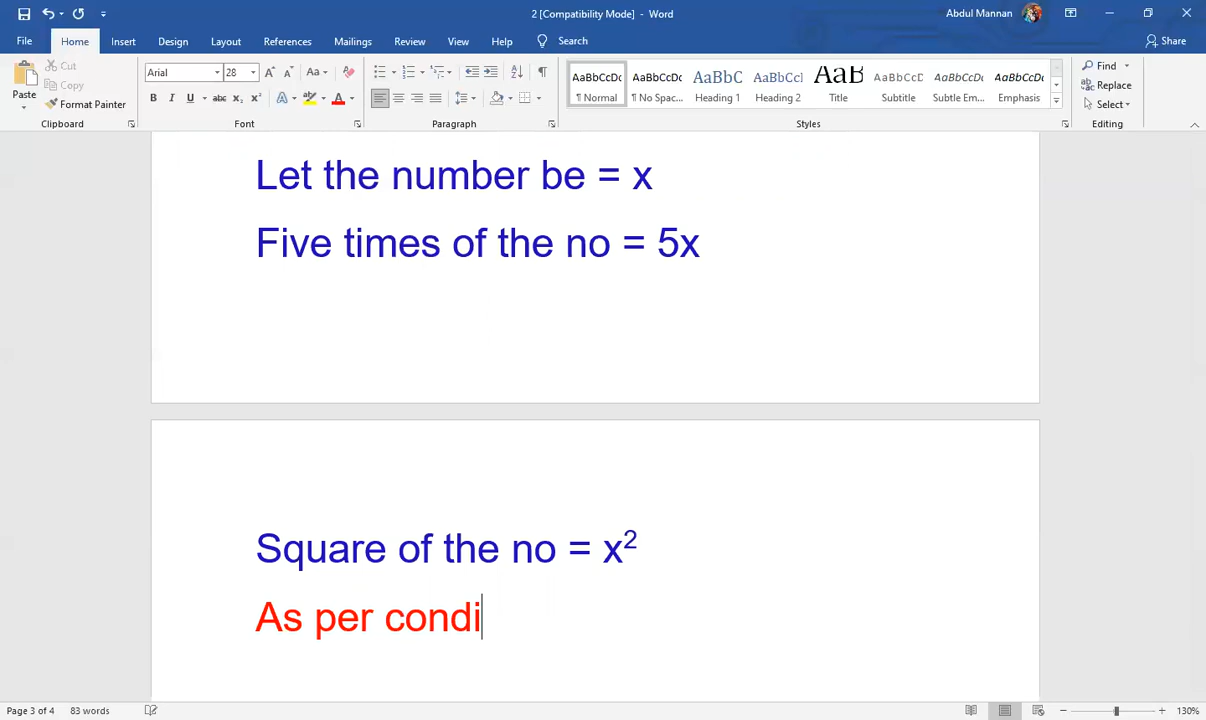 2 [Compatibility Mode] - Word
Abdul Mannan
File Home Insert Design Layout References Mailings Review View Help Search Share
Paste
Cut
Copy
Format Painter
Clipboard
Arial 28
Aa
B I U abc x₂ x²
A
Font
Paragraph
AaBbCcDc AaBbCcDc AaBbC AaBbCcl AaB AaBbCcD AaBbCcDc AaBbCcDc
¶ Normal ¶ No Spac... Heading 1 Heading 2 Title Subtitle Subtle Em... Emphasis
Styles
Find
Replace
Select
Editing
Let the number be = x
Five times of the no = 5x
Square of the no = x²
As per condi
Page 3 of 4 83 words 130%